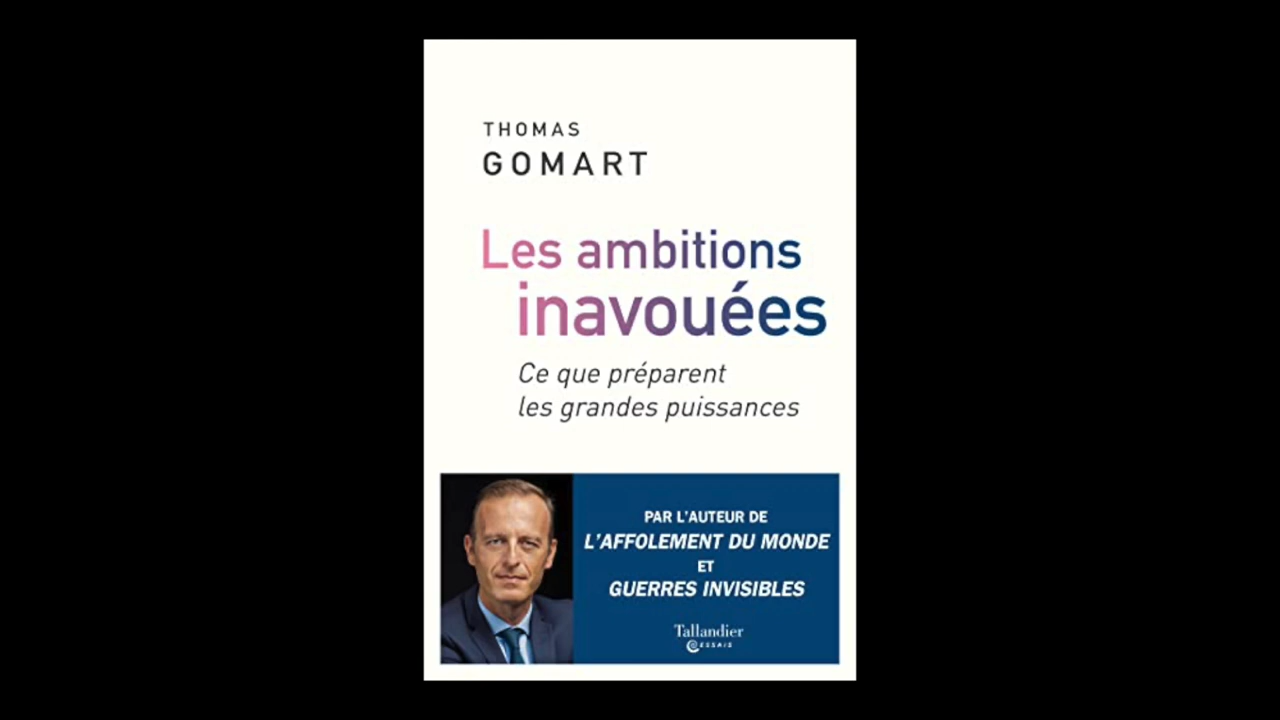 THOMAS
GOMART
Les ambitions
inavouées
Ce que préparent
les grandes puissances
PAR L'AUTEUR DE
L'AFFOLEMENT DU MONDE
ET
GUERRES INVISIBLES
Tallandier
ESSAIS